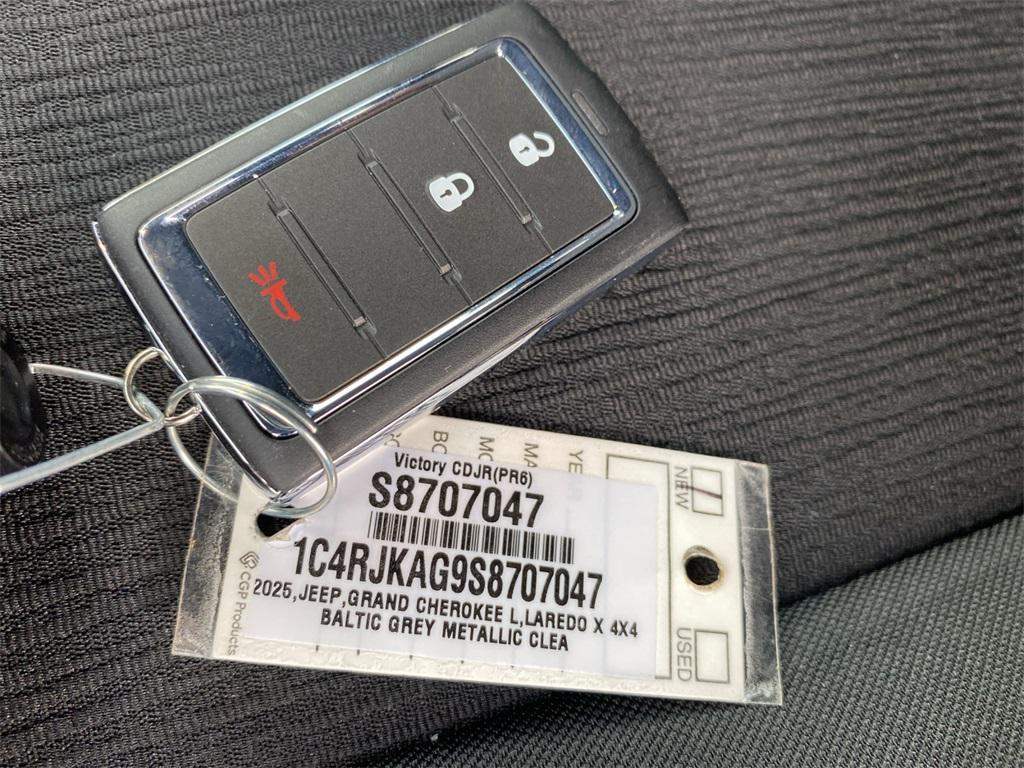 Victory CDJR(PR6)
S8707047
1C4RJKAG9S8707047
2025,JEEP,GRAND CHEROKEE L,LAREDO X 4X4
BALTIC GREY METALLIC CLEA
NEW
USED
CGP Products